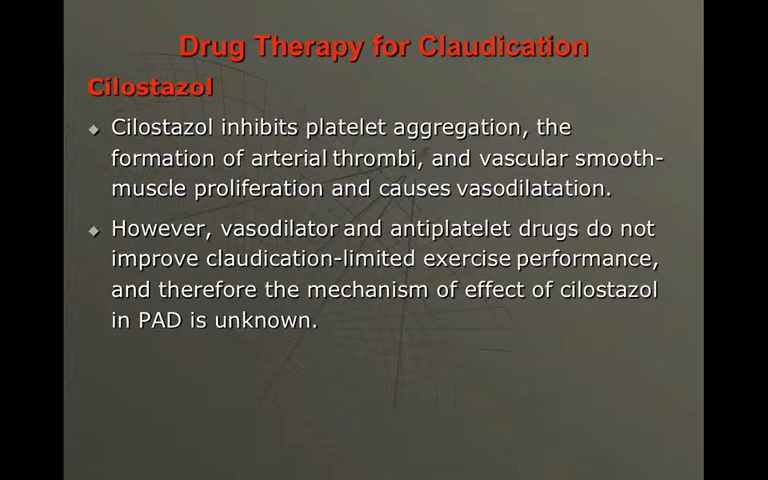 Drug Therapy for Claudication
Cilostazol
Cilostazol inhibits platelet aggregation, the
formation of arterial thrombi, and vascular smooth-
muscle proliferation and causes vasodilatation.
However, vasodilator and antiplatelet drugs do not
improve claudication-limited exercise performance,
and therefore the mechanism of effect of cilostazol
in PAD is unknown.